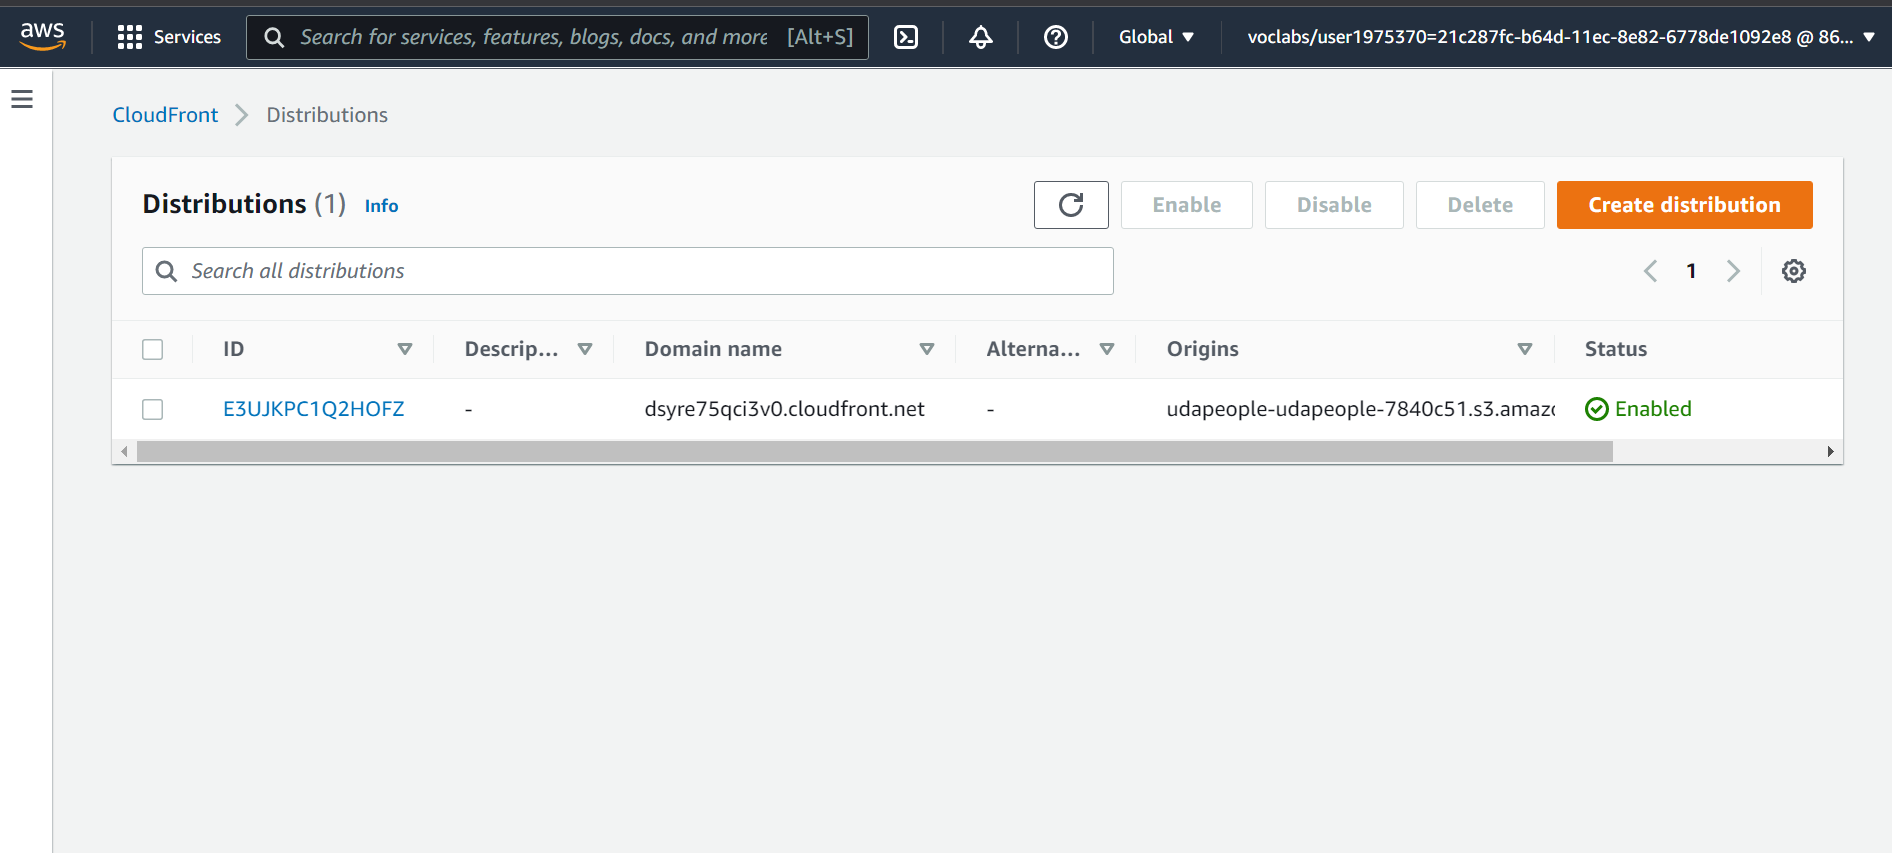 aws Services Search for services, features, blogs, docs, and more [Alt+S] Global voclabs/user1975370=21c287fc-b64d-11ec-8e82-6778de1092e8 @ 86...
CloudFront Distributions
Distributions (1) Info Enable Disable Delete Create distribution
Search all distributions 1
ID Descrip... Domain name Alterna... Origins Status
E3UJKPC1Q2HOFZ - dsyre75qci3v0.cloudfront.net - udapeople-udapeople-7840c51.s3.amazo Enabled